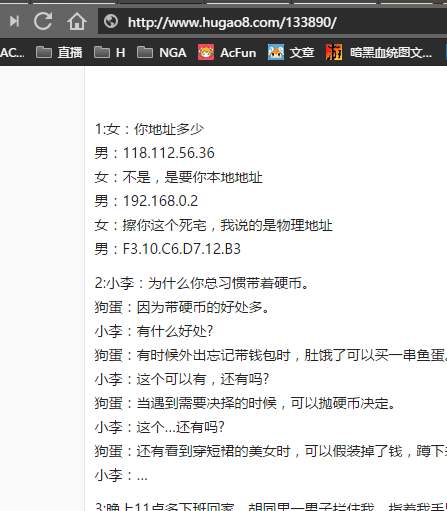 http://www.hugao8.com/133890/
AC... 直播 H NGA AcFun 文章 暗黑血统图文...
1:女：你地址多少
男：118.112.56.36
女：不是，是要你本地地址
男：192.168.0.2
女：擦你这个死宅，我说的是物理地址
男：F3.10.C6.D7.12.B3
2:小李：为什么你总习惯带着硬币。
狗蛋：因为带硬币的好处多。
小李：有什么好处?
狗蛋：有时候外出忘记带钱包时，肚饿了可以买一串鱼蛋。
小李：这个可以有，还有吗?
狗蛋：当遇到需要决择的时候，可以抛硬币决定。
小李：这个...还有吗?
狗蛋：还有看到穿短裙的美女时，可以假装掉了钱，蹲下
小李：...
3:晚上11点多下班回家，胡同里一男子拦住我，指着我手